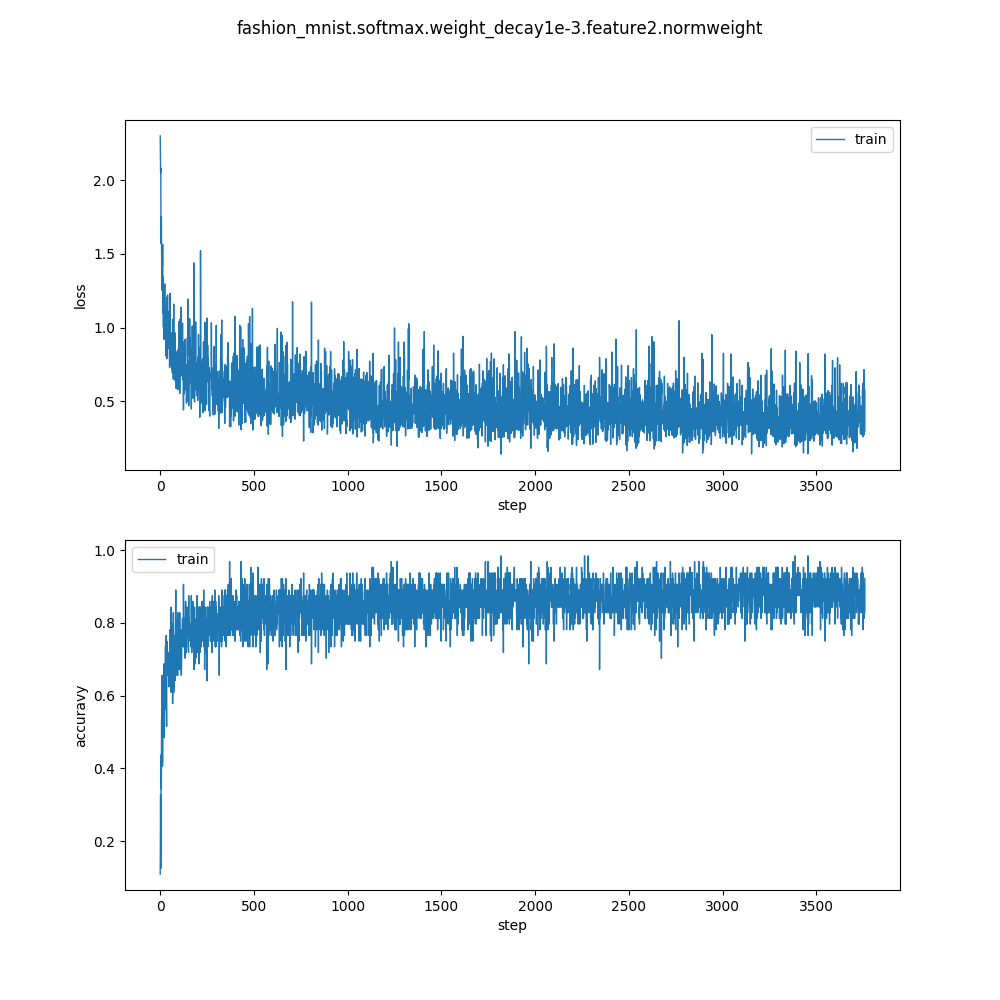 fashion_mnist.softmax.weight_decay1e-3.feature2.normweight
train
2.0
1.5
1.0
0.5
loss
0 500 1000 1500 2000 2500 3000 3500
step
train
1.0
0.8
0.6
0.4
0.2
accuravy
0 500 1000 1500 2000 2500 3000 3500
step